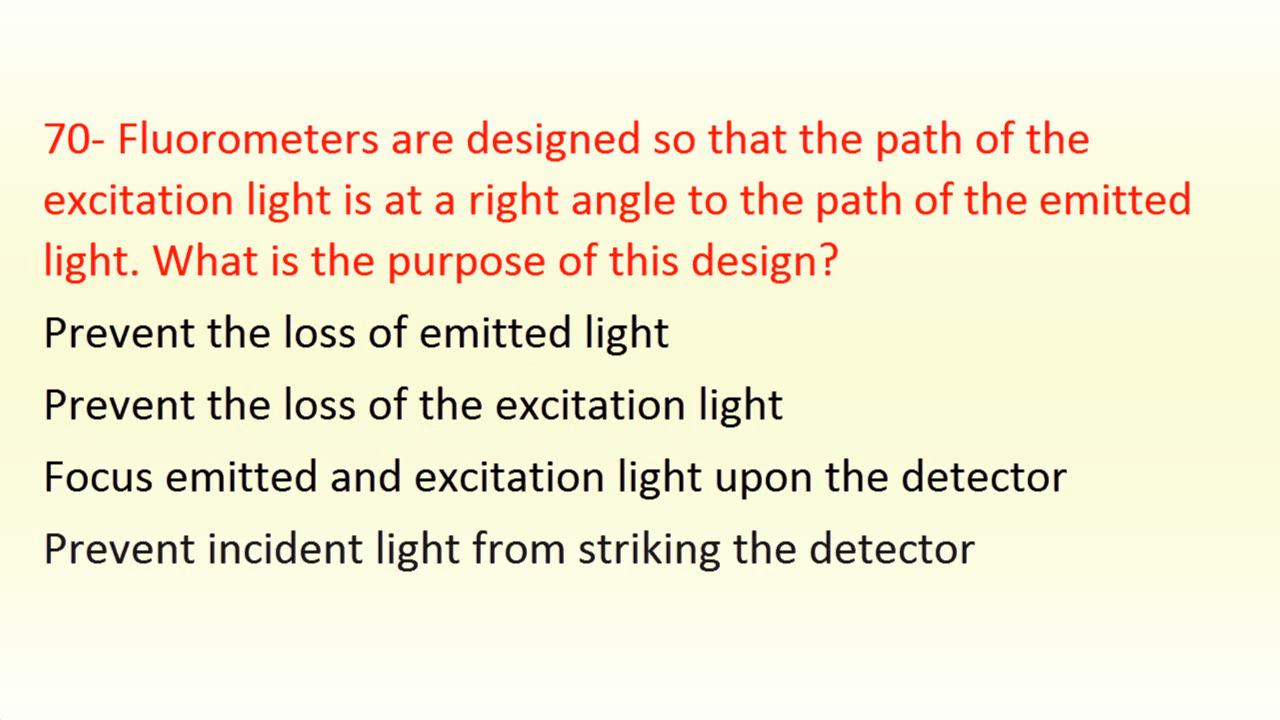 70- Fluorometers are designed so that the path of the
excitation light is at a right angle to the path of the emitted
light. What is the purpose of this design?
Prevent the loss of emitted light
Prevent the loss of the excitation light
Focus emitted and excitation light upon the detector
Prevent incident light from striking the detector